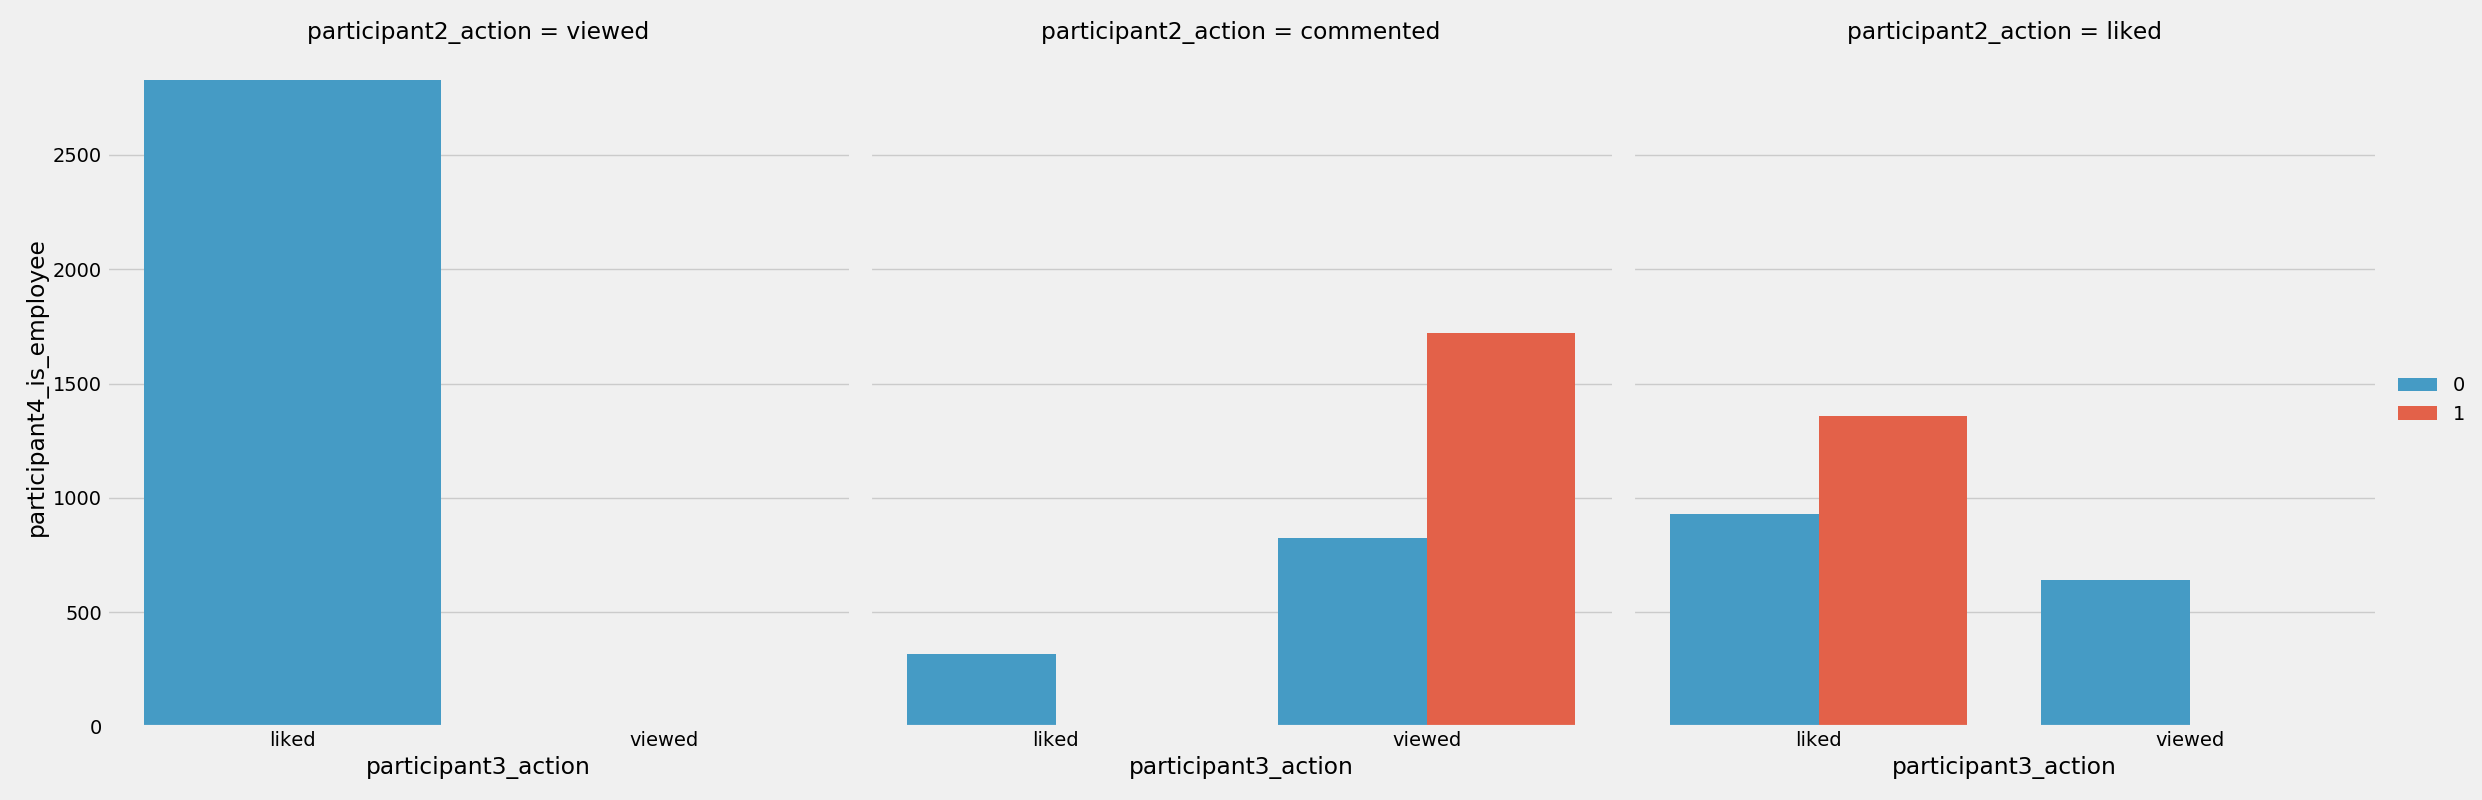 participant2_action = viewed
participant2_action = commented
participant2_action = liked
participant4_is_employee
2500
2000
1500
1000
500
0
liked
viewed
liked
viewed
liked
viewed
participant3_action
participant3_action
participant3_action
0
1